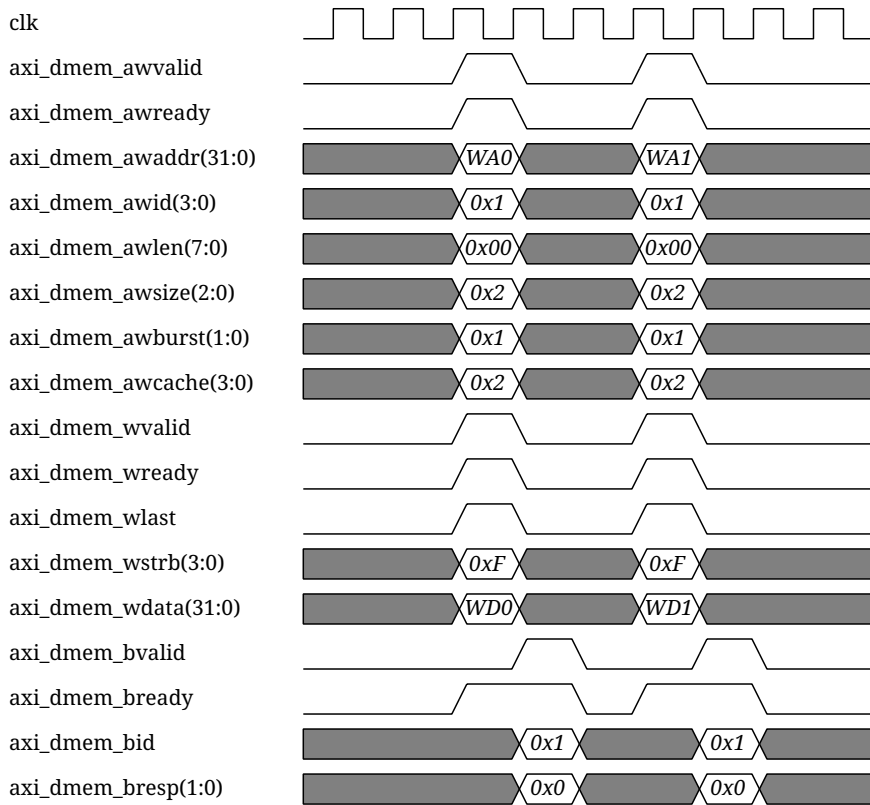 clk
axi_dmem_awvalid
axi_dmem_awready
axi_dmem_awaddr(31:0) WA0 WA1
axi_dmem_awid(3:0) 0x1 0x1
axi_dmem_awlen(7:0) 0x00 0x00
axi_dmem_awsize(2:0) 0x2 0x2
axi_dmem_awburst(1:0) 0x1 0x1
axi_dmem_awcache(3:0) 0x2 0x2
axi_dmem_wvalid
axi_dmem_wready
axi_dmem_wlast
axi_dmem_wstrb(3:0) 0xF 0xF
axi_dmem_wdata(31:0) WD0 WD1
axi_dmem_bvalid
axi_dmem_bready
axi_dmem_bid 0x1 0x1
axi_dmem_bresp(1:0) 0x0 0x0